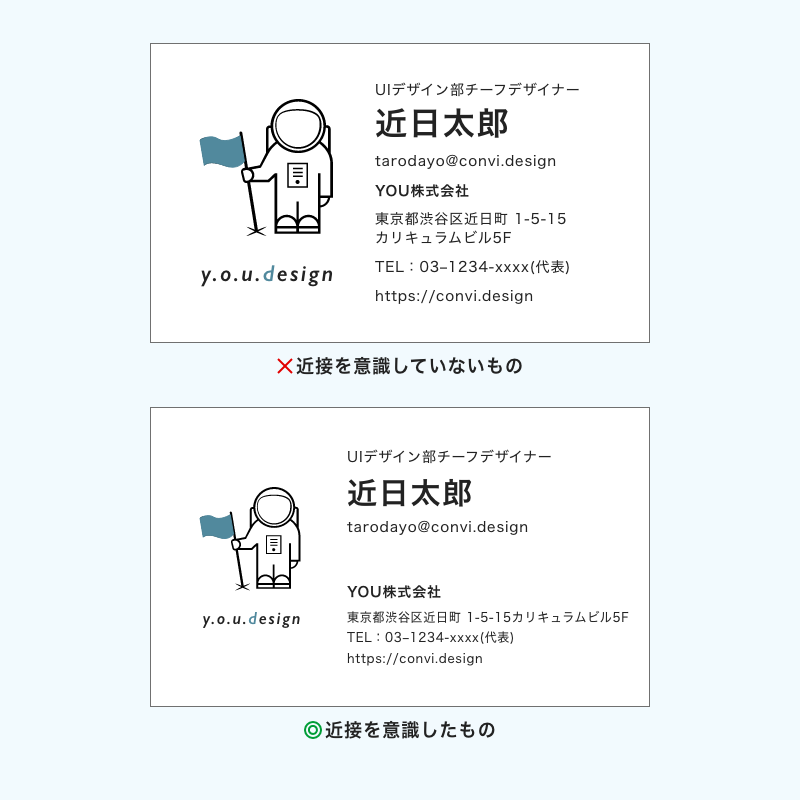 UIデザイン部チーフデザイナー
近日太郎
tarodayo@convi.design
YOU株式会社
東京都渋谷区近日町 1-5-15
カリキュラムビル5F
TEL：03–1234-xxxx(代表)
https://convi.design
y.o.u.design
×近接を意識していないもの
UIデザイン部チーフデザイナー
近日太郎
tarodayo@convi.design
YOU株式会社
東京都渋谷区近日町 1-5-15カリキュラムビル5F
TEL：03–1234-xxxx(代表)
https://convi.design
y.o.u.design
◎近接を意識したもの